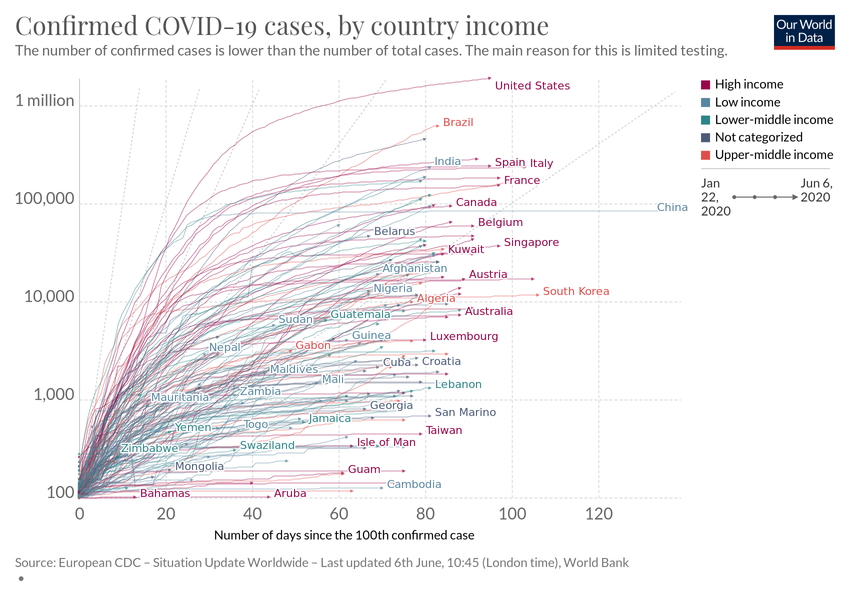 Confirmed COVID-19 cases, by country income
The number of confirmed cases is lower than the number of total cases. The main reason for this is limited testing.
Our World
in Data
1 million
100,000
10,000
1,000
100
United States
Brazil
India
Spain
Italy
France
Canada
China
Belgium
Belarus
Singapore
Kuwait
Afghanistan
Austria
Nigeria
South Korea
Algeria
Guatemala
Australia
Sudan
Guinea
Luxembourg
Nepal
Gabon
Cuba
Croatia
Maldives
Mali
Lebanon
Zambia
Mauritania
Georgia
San Marino
Jamaica
Togo
Yemen
Taiwan
Isle of Man
Swaziland
Zimbabwe
Mongolia
Guam
Cambodia
Bahamas
Aruba
0
20
40
60
80
100
120
Number of days since the 100th confirmed case
High income
Low income
Lower-middle income
Not categorized
Upper-middle income
Jan
22,
2020
Jun 6,
2020
Source: European CDC – Situation Update Worldwide – Last updated 6th June, 10:45 (London time), World Bank